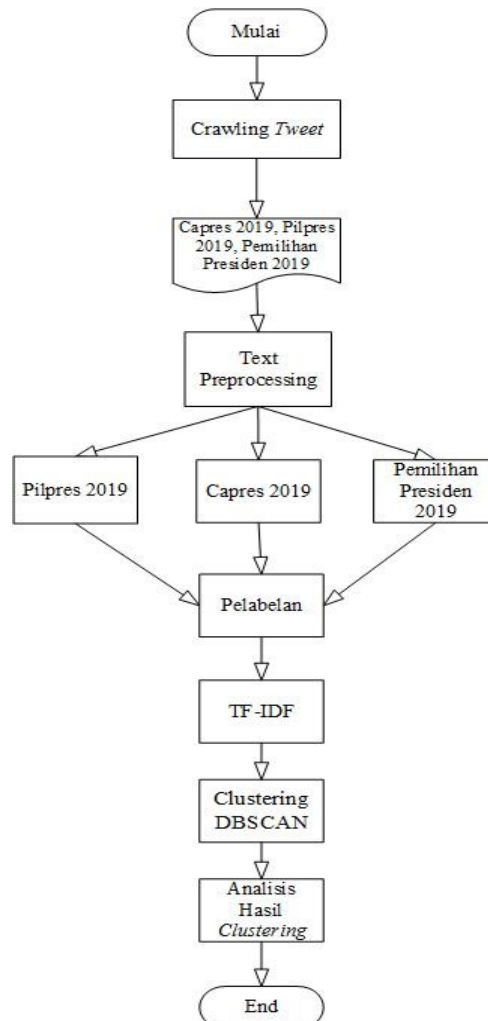 Mulai
Crawling Tweet
Capres 2019, Pilpres
2019, Pemilihan
Presiden 2019
Text
Preprocessing
Pilpres 2019
Capres 2019
Pemilihan
Presiden
2019
Pelabelan
TF-IDF
Clustering
DBSCAN
Analisis
Hasil
Clustering
End